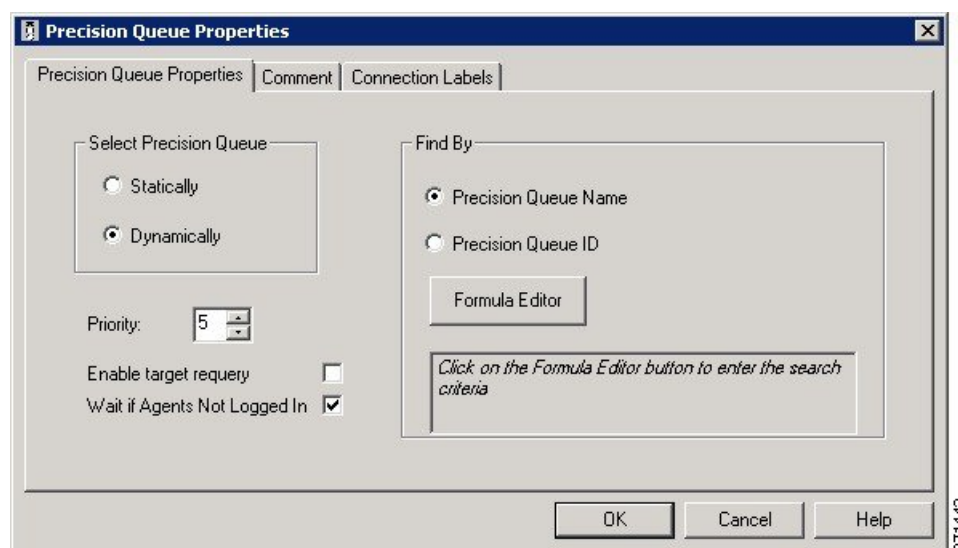 Precision Queue Properties
Precision Queue Properties Comment Connection Labels
Select Precision Queue
Statically
Dynamically
Priority: 5
Enable target requery
Wait if Agents Not Logged In
Find By
Precision Queue Name
Precision Queue ID
Formula Editor
Click on the Formula Editor button to enter the search
criteria
OK Cancel Help